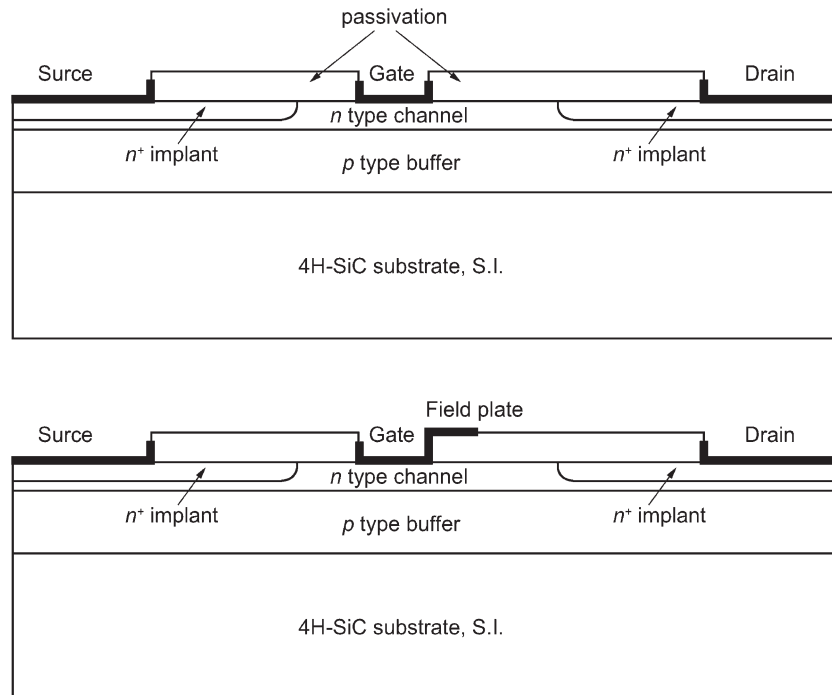 passivation
Surce
Gate
Drain
n type channel
n+ implant
n+ implant
p type buffer
4H-SiC substrate, S.I.
Field plate
Surce
Gate
Drain
n type channel
n+ implant
n+ implant
p type buffer
4H-SiC substrate, S.I.